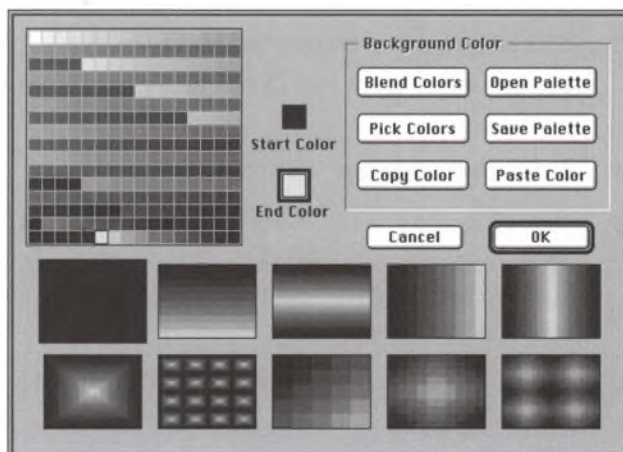 Background Color
Blend Colors
Open Palette
Pick Colors
Save Palette
Copy Color
Paste Color
Start Color
End Color
Cancel
OK